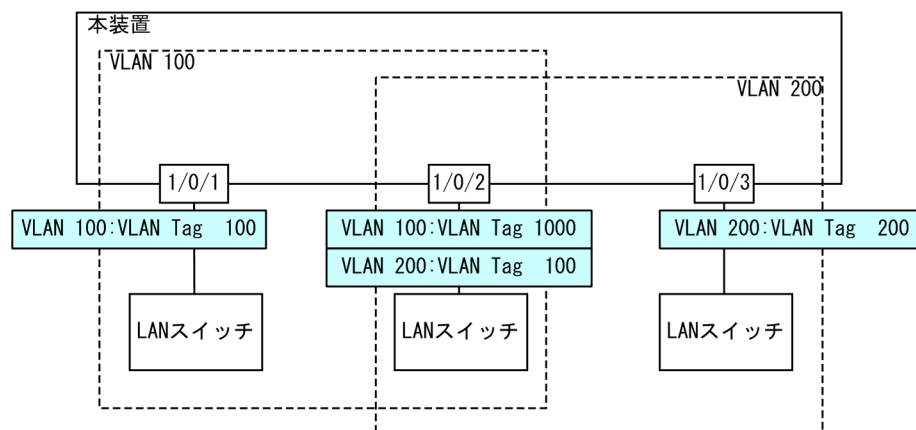 本装置
VLAN 100
VLAN 200
1/0/1
1/0/2
1/0/3
VLAN 100:VLAN Tag 100
VLAN 100:VLAN Tag 1000
VLAN 200:VLAN Tag 200
VLAN 200:VLAN Tag 100
LANスイッチ
LANスイッチ
LANスイッチ